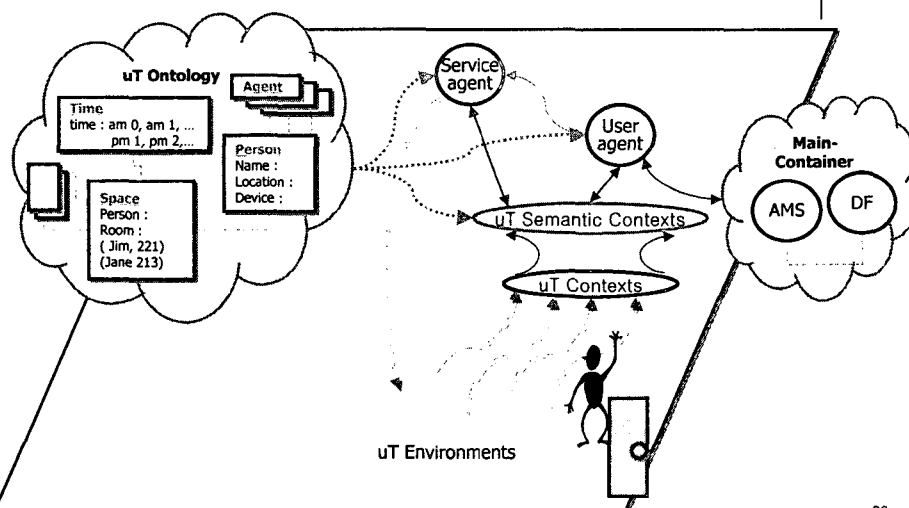 uT Ontology
Agent
Time
time : am 0, am 1, ...
pm 1, pm 2,...
Person
Name :
Location :
Device :
Space
Person :
Room :
( Jim, 221)
(Jane 213)
Service
agent
User
agent
Main-
Container
AMS
DF
uT Semantic Contexts
uT Contexts
uT Environments